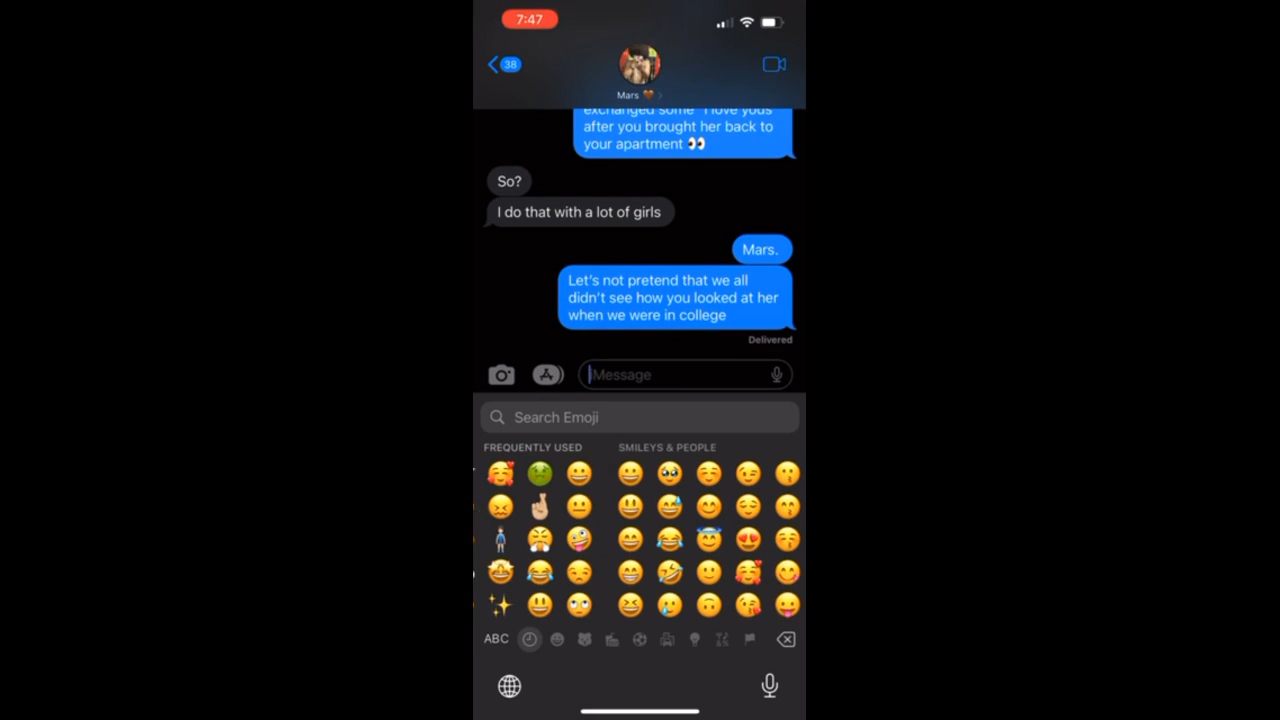 7:47
38
Mars 🤎
exchanged some "I love yous"
after you brought her back to
your apartment 👀
So?
I do that with a lot of girls
Mars.
Let's not pretend that we all
didn't see how you looked at her
when we were in college
Delivered
iMessage
Search Emoji
FREQUENTLY USED
SMILEYS & PEOPLE
ABC